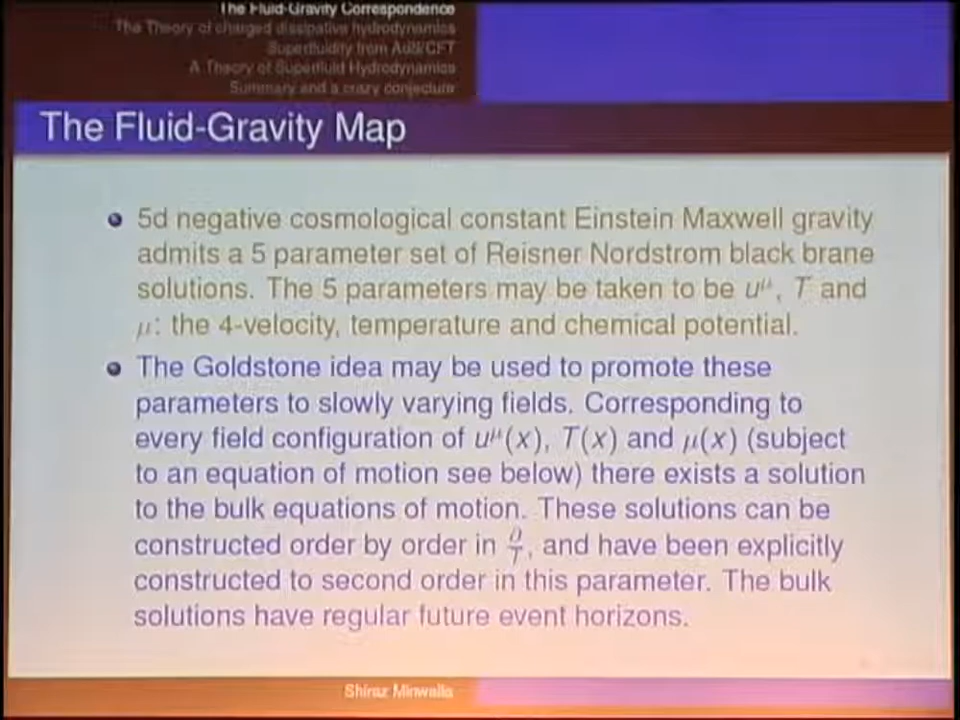 The Fluid-Gravity Correspondence
The Theory of charged dissipative hydrodynamics
Superfluidity from AdS/CFT
A Theory of Superfluid Hydrodynamics
Summary and a crazy conjecture
The Fluid-Gravity Map
5d negative cosmological constant Einstein Maxwell gravity
admits a 5 parameter set of Reisner Nordstrom black brane
solutions. The 5 parameters may be taken to be u^μ, T and
μ: the 4-velocity, temperature and chemical potential.
The Goldstone idea may be used to promote these
parameters to slowly varying fields. Corresponding to
every field configuration of u^μ(x), T(x) and μ(x) (subject
to an equation of motion see below) there exists a solution
to the bulk equations of motion. These solutions can be
constructed order by order in ∂/T, and have been explicitly
constructed to second order in this parameter. The bulk
solutions have regular future event horizons.
Shiraz Minwalla